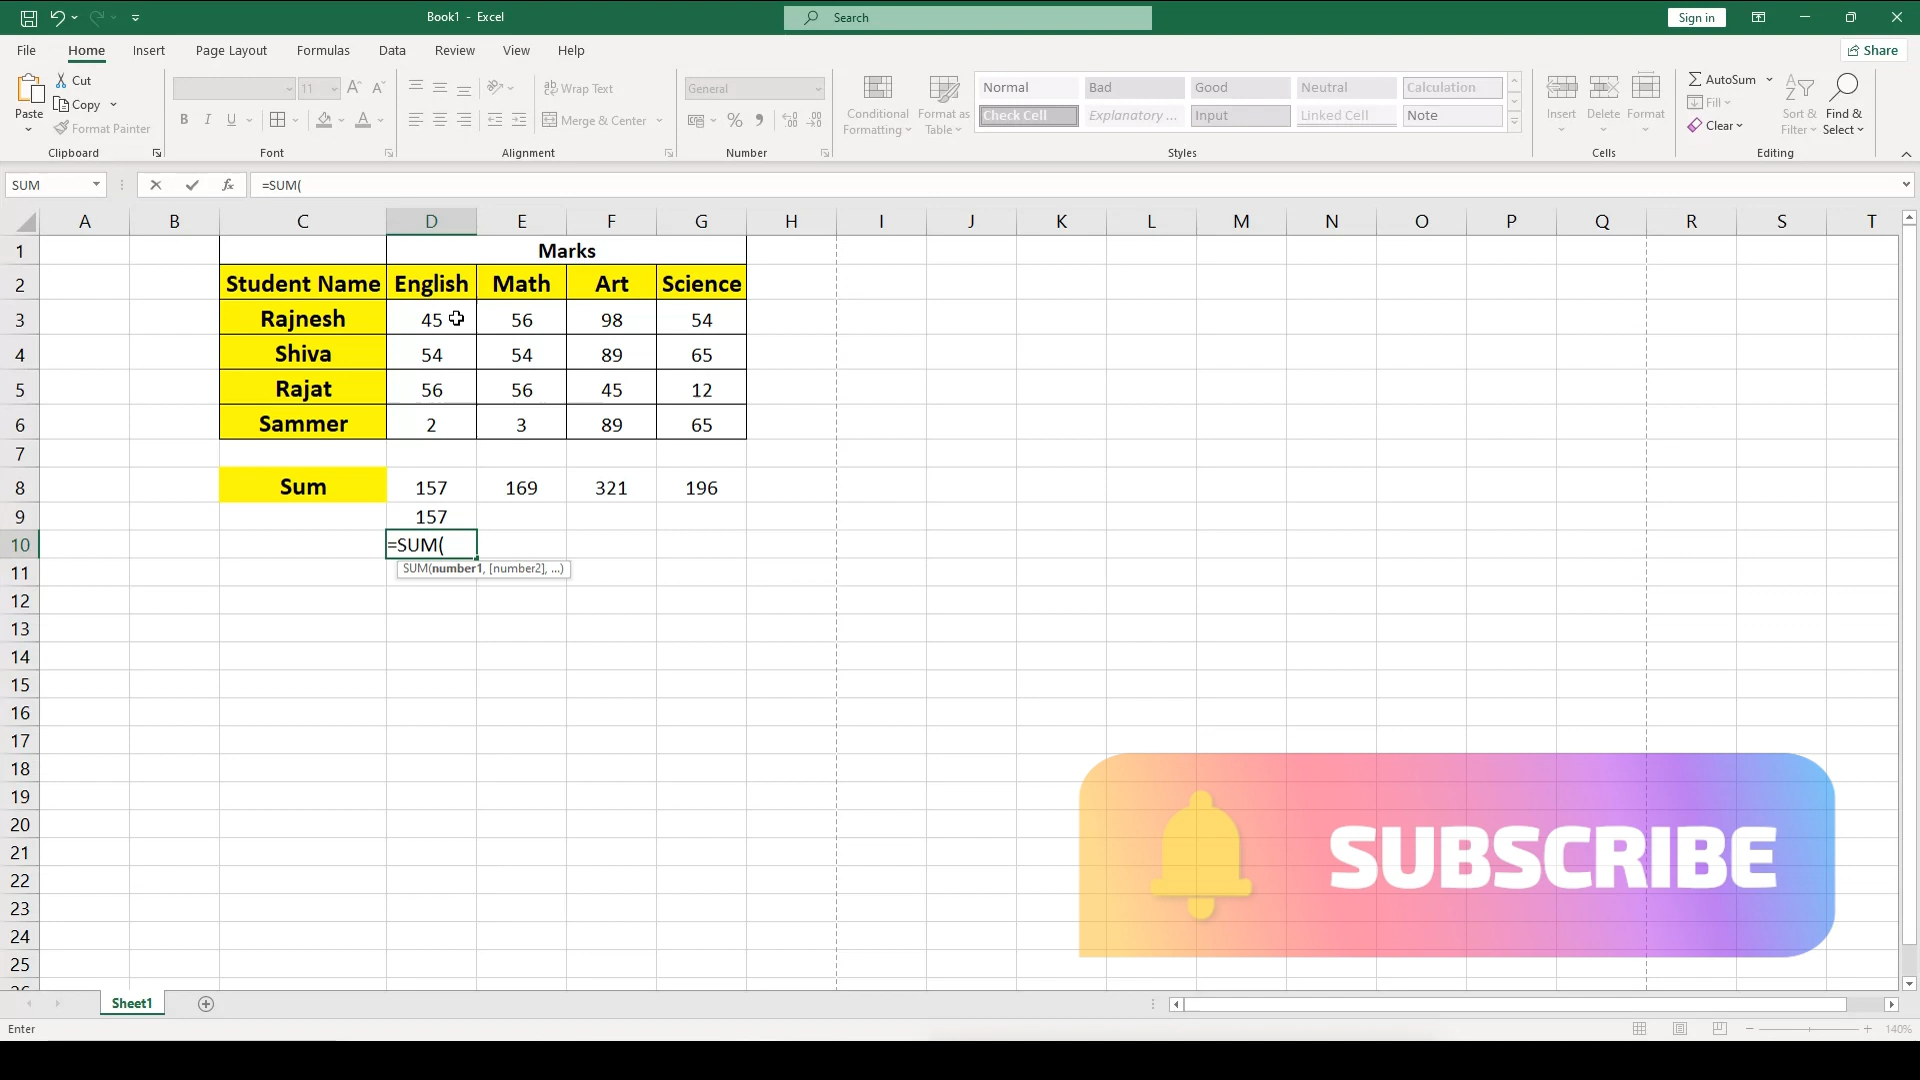 Book1 - Excel
Search
Sign in
File Home Insert Page Layout Formulas Data Review View Help
Share
Paste
Cut
Copy
Format Painter
Clipboard
11
B I U
Font
Wrap Text
Merge & Center
Alignment
General
Number
Conditional Formatting
Format as Table
Normal Bad Good Neutral Calculation
Check Cell Explanatory ... Input Linked Cell Note
Styles
Insert Delete Format
Cells
AutoSum
Fill
Clear
Sort & Filter
Find & Select
Editing
SUM
fx
=SUM(
A B C D E F G H I J K L M N O P Q R S T
1 Marks
2 Student Name English Math Art Science
3 Rajnesh 45 56 98 54
4 Shiva 54 54 89 65
5 Rajat 56 56 45 12
6 Sammer 2 3 89 65
7
8 Sum 157 169 321 196
9 157
10 =SUM(
SUM(number1, [number2], ...)
11
12
13
14
15
16
17
18
19
20
21
22
23
24
25
SUBSCRIBE
Sheet1
Enter
140%